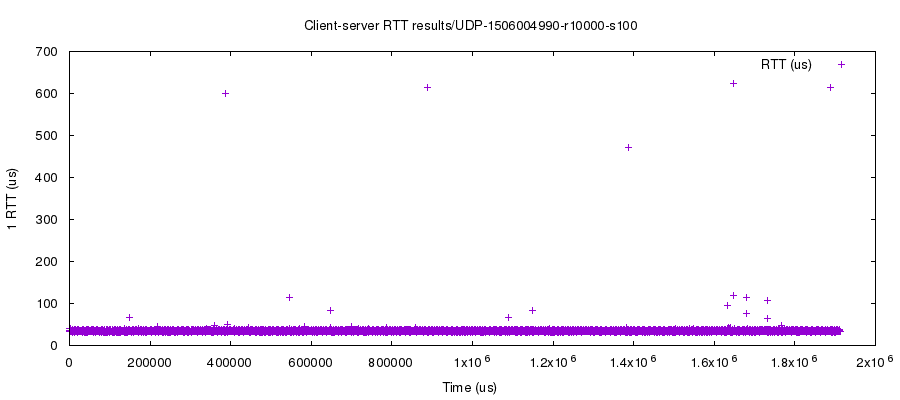 Client-server RTT results/UDP-1506004990-r10000-s100
RTT (us)
700
600
500
400
300
200
100
0
1 RTT (us)
0 200000 400000 600000 800000 1x10^6 1.2x10^6 1.4x10^6 1.6x10^6 1.8x10^6 2x10^6
Time (us)